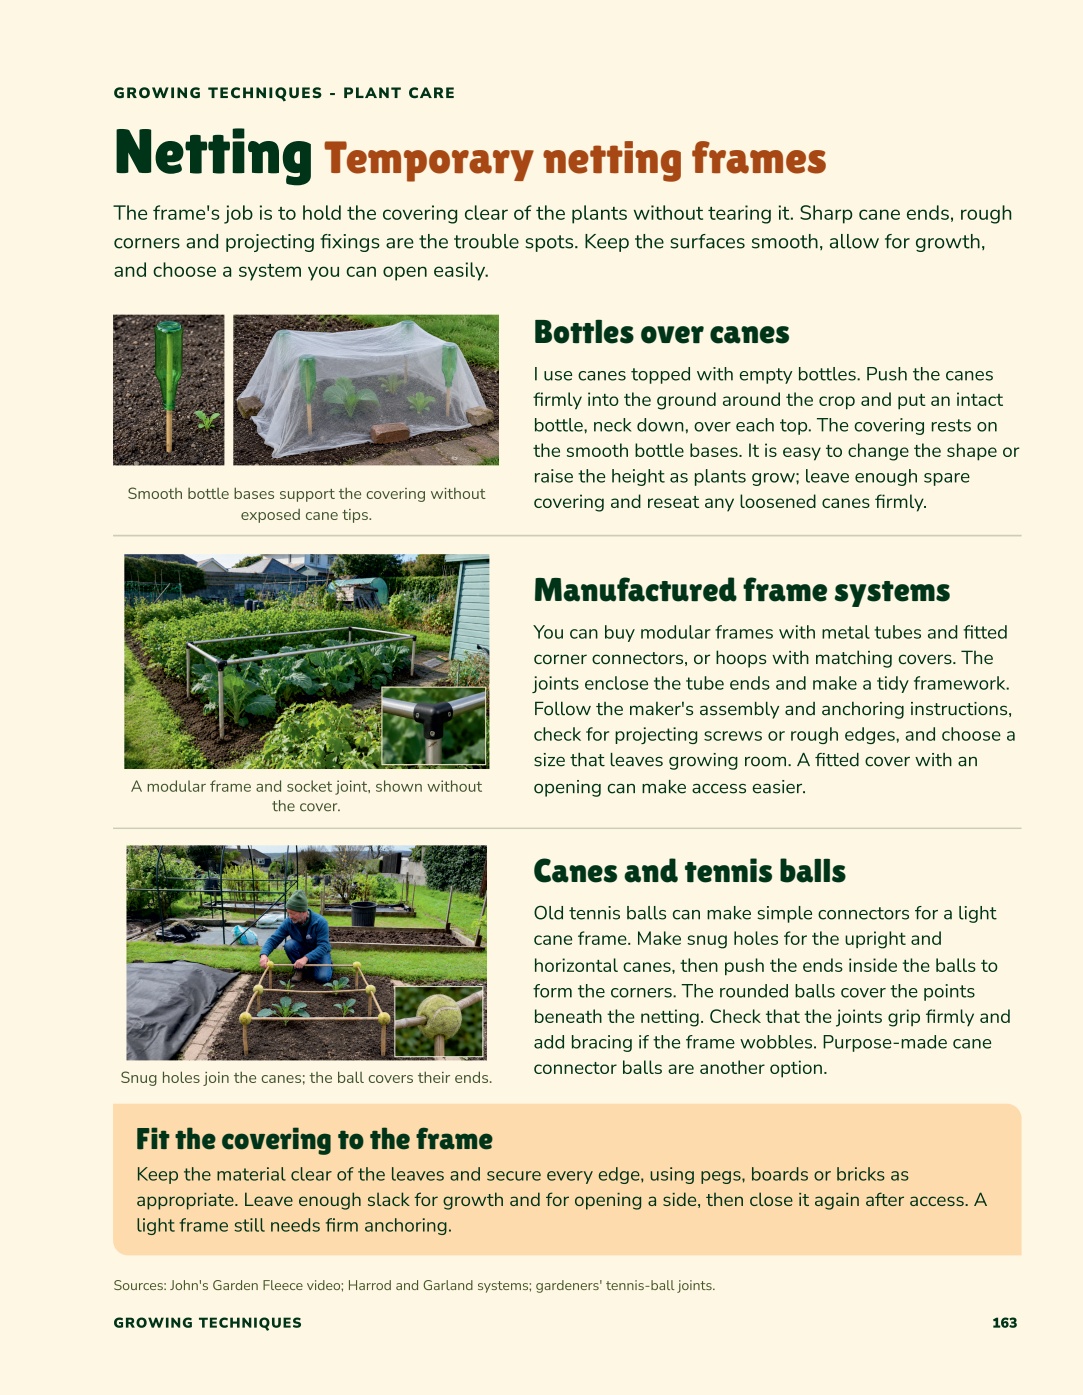 GROWING TECHNIQUES - PLANT CARE
Netting Temporary netting frames
The frame's job is to hold the covering clear of the plants without tearing it. Sharp cane ends, rough
corners and projecting fixings are the trouble spots. Keep the surfaces smooth, allow for growth,
and choose a system you can open easily.
Smooth bottle bases support the covering without
exposed cane tips.
Bottles over canes
I use canes topped with empty bottles. Push the canes
firmly into the ground around the crop and put an intact
bottle, neck down, over each top. The covering rests on
the smooth bottle bases. It is easy to change the shape or
raise the height as plants grow; leave enough spare
covering and reseat any loosened canes firmly.
A modular frame and socket joint, shown without
the cover.
Manufactured frame systems
You can buy modular frames with metal tubes and fitted
corner connectors, or hoops with matching covers. The
joints enclose the tube ends and make a tidy framework.
Follow the maker's assembly and anchoring instructions,
check for projecting screws or rough edges, and choose a
size that leaves growing room. A fitted cover with an
opening can make access easier.
Snug holes join the canes; the ball covers their ends.
Canes and tennis balls
Old tennis balls can make simple connectors for a light
cane frame. Make snug holes for the upright and
horizontal canes, then push the ends inside the balls to
form the corners. The rounded balls cover the points
beneath the netting. Check that the joints grip firmly and
add bracing if the frame wobbles. Purpose-made cane
connector balls are another option.
Fit the covering to the frame
Keep the material clear of the leaves and secure every edge, using pegs, boards or bricks as
appropriate. Leave enough slack for growth and for opening a side, then close it again after access. A
light frame still needs firm anchoring.
Sources: John's Garden Fleece video; Harrod and Garland systems; gardeners' tennis-ball joints.
GROWING TECHNIQUES
163